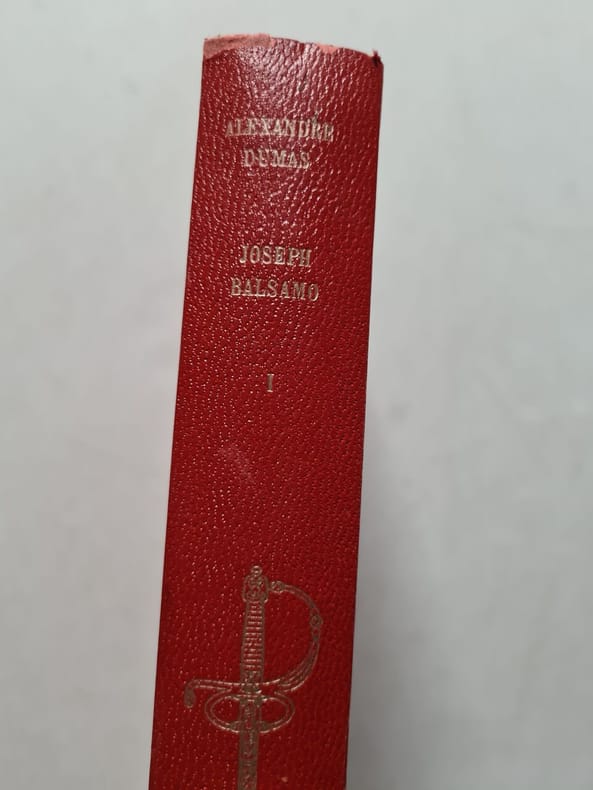 ALEXANDRE
DUMAS
JOSEPH
BALSAMO
I